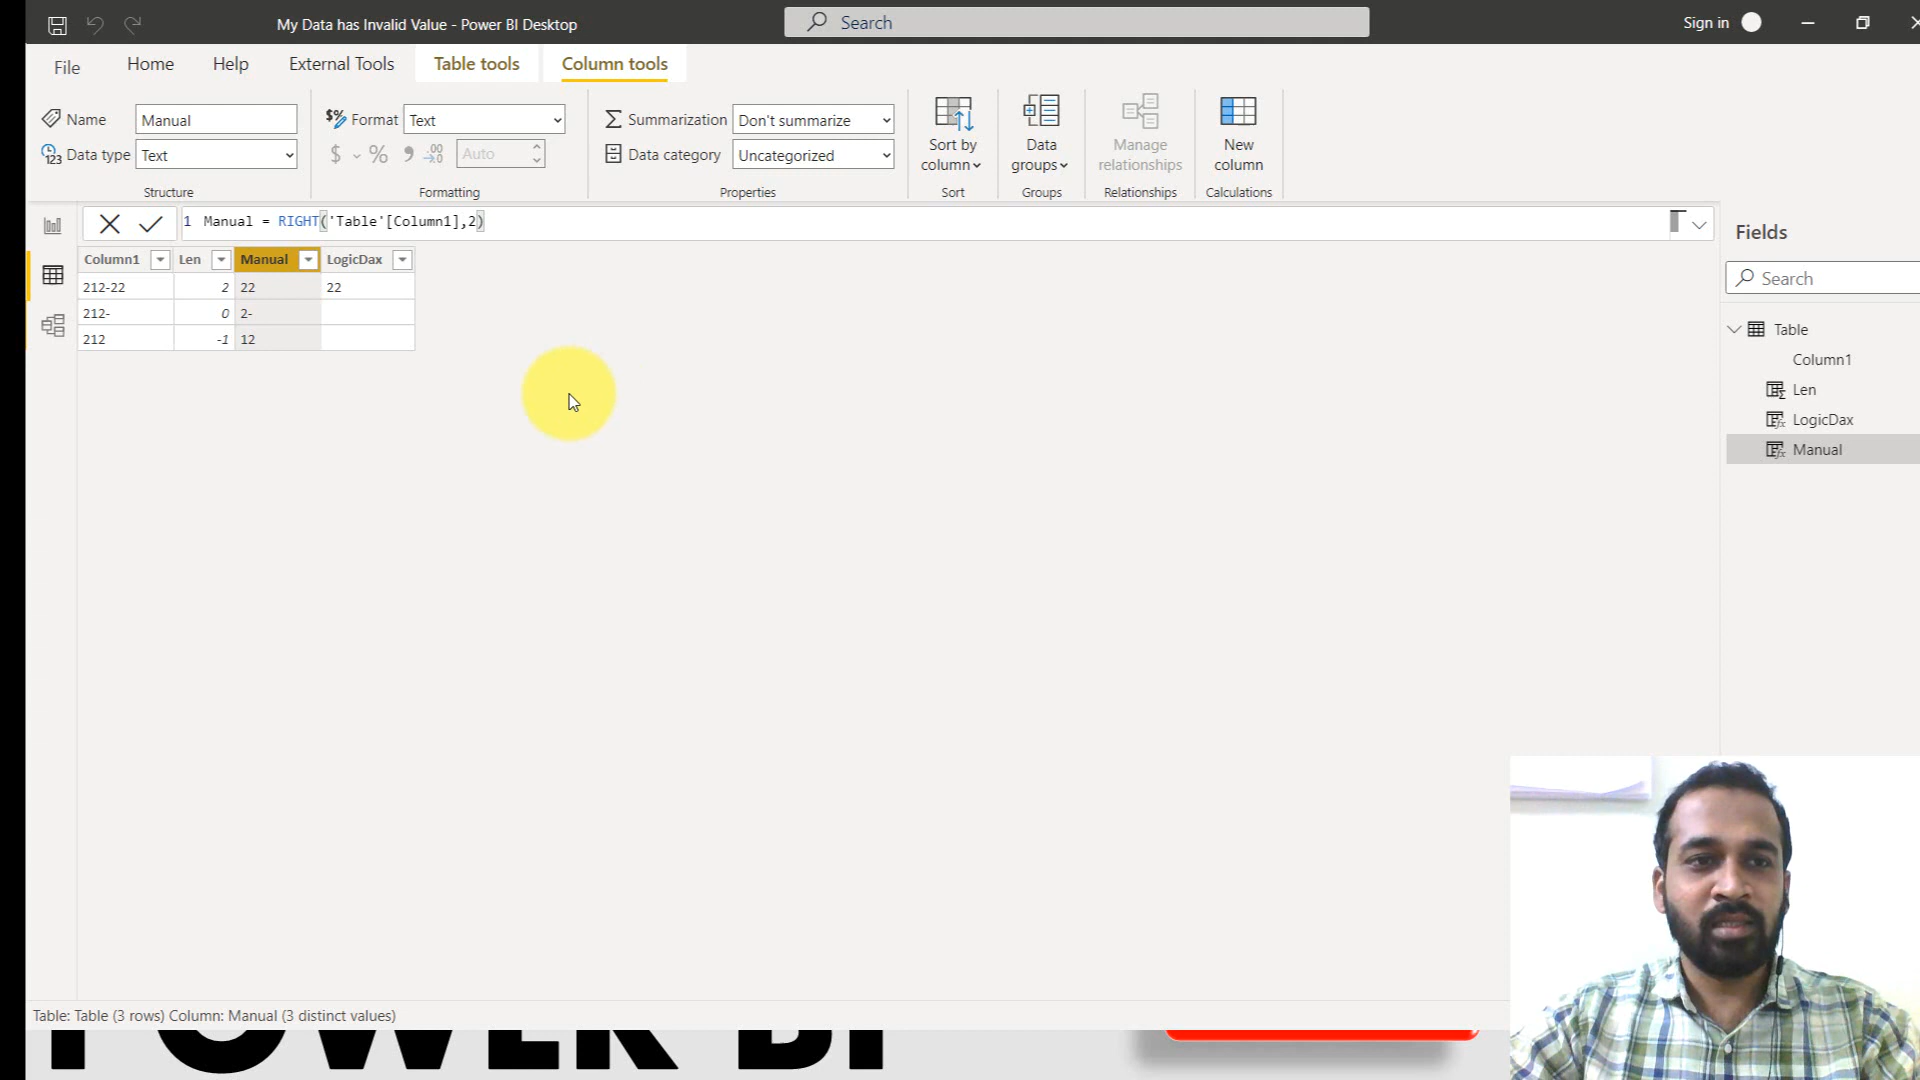 My Data has Invalid Value - Power BI Desktop
Search
Sign in
File
Home
Help
External Tools
Table tools
Column tools
Name
Manual
Format
Text
Summarization
Don't summarize
Data type
Text
Auto
Data category
Uncategorized
Sort by column
Data groups
Manage relationships
New column
Structure
Formatting
Properties
Sort
Groups
Relationships
Calculations
1 Manual = RIGHT('Table'[Column1],2)
Column1 Len Manual LogicDax
212-22 2 22 22
212- 0 2-
212 -1 12
Fields
Search
Table
Column1
Len
LogicDax
Manual
Table: Table (3 rows) Column: Manual (3 distinct values)
POWER BI